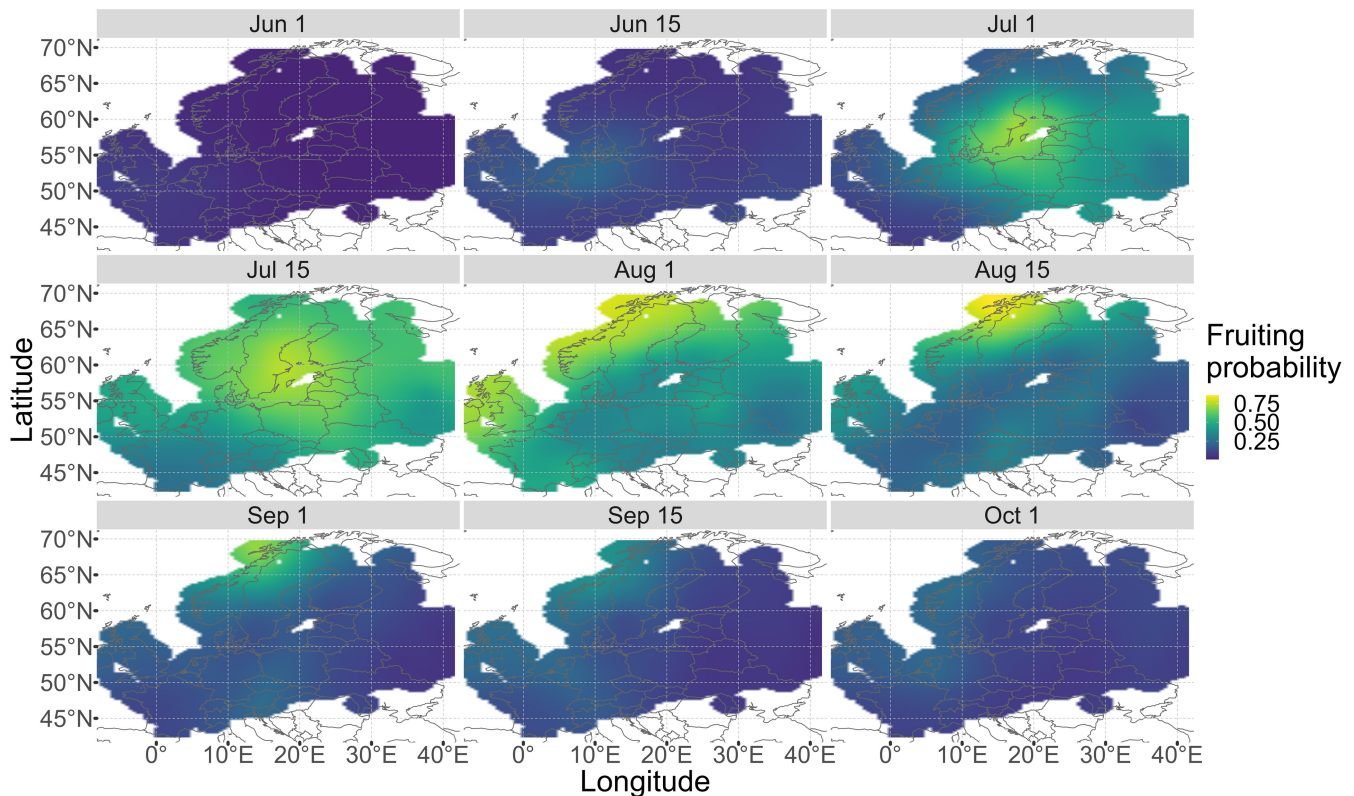 Jun 1 Jun 15 Jul 1
70°N
65°N
60°N
55°N
50°N
45°N
Jul 15 Aug 1 Aug 15
70°N
65°N
60°N
55°N
50°N
45°N
Latitude
Fruiting
probability
0.75
0.50
0.25
Sep 1 Sep 15 Oct 1
70°N
65°N
60°N
55°N
50°N
45°N
0° 10°E 20°E 30°E 40°E 0° 10°E 20°E 30°E 40°E 0° 10°E 20°E 30°E 40°E
Longitude